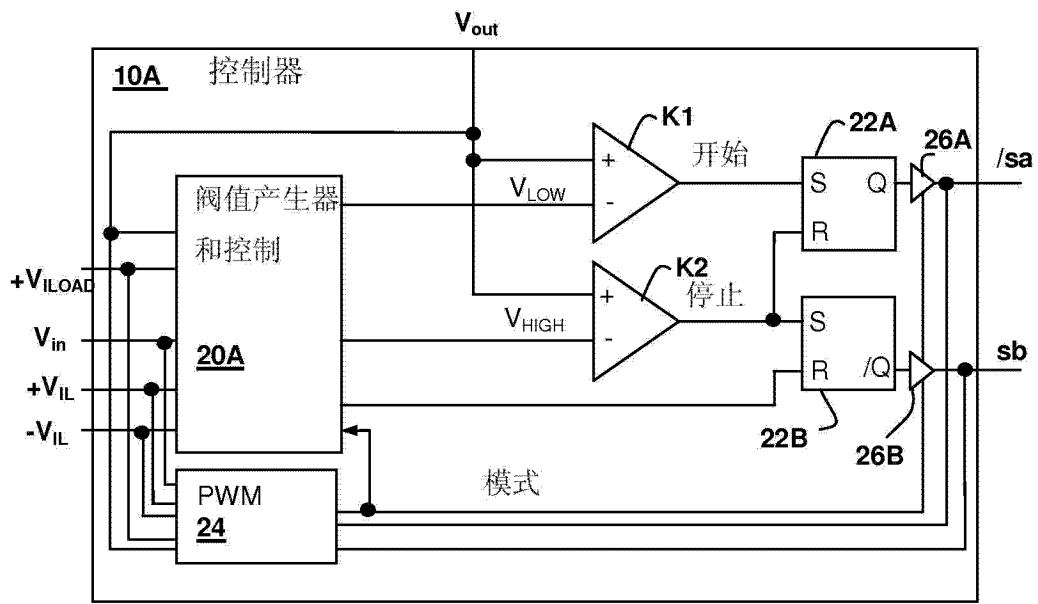 Vout
10A 控制器
K1
22A
26A
/sa
+
-
开始
S Q
R
VLOW
阀值产生器
和控制
+VILOAD
K2
停止
+
-
VHIGH
S
R /Q
Vin
20A
+VIL
-VIL
sb
22B
26B
模式
PWM
24